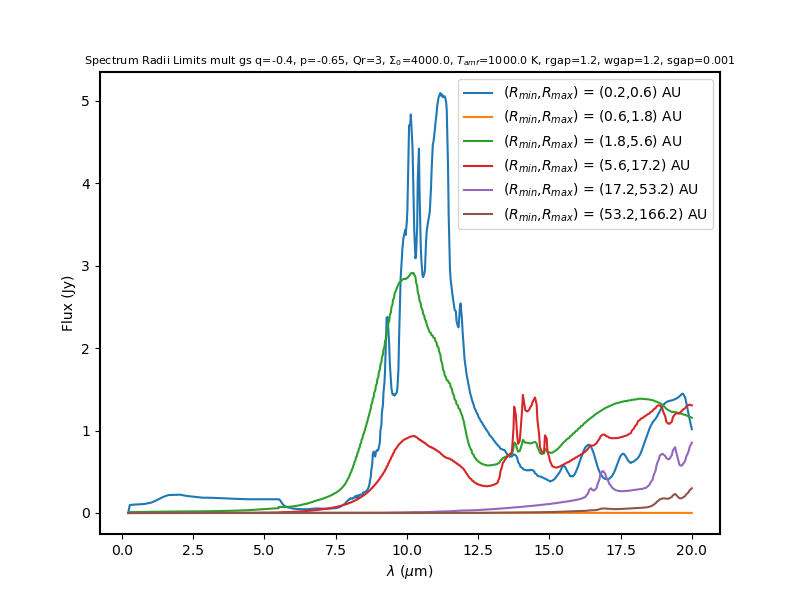 Spectrum Radii Limits mult gs q=-0.4, p=-0.65, Qr=3, Σ₀=4000.0, T_amf=1000.0 K, rgap=1.2, wgap=1.2, sgap=0.001
(R_min,R_max) = (0.2,0.6) AU
(R_min,R_max) = (0.6,1.8) AU
(R_min,R_max) = (1.8,5.6) AU
(R_min,R_max) = (5.6,17.2) AU
(R_min,R_max) = (17.2,53.2) AU
(R_min,R_max) = (53.2,166.2) AU
5
4
3
2
1
0
Flux (Jy)
0.0 2.5 5.0 7.5 10.0 12.5 15.0 17.5 20.0
λ (μm)